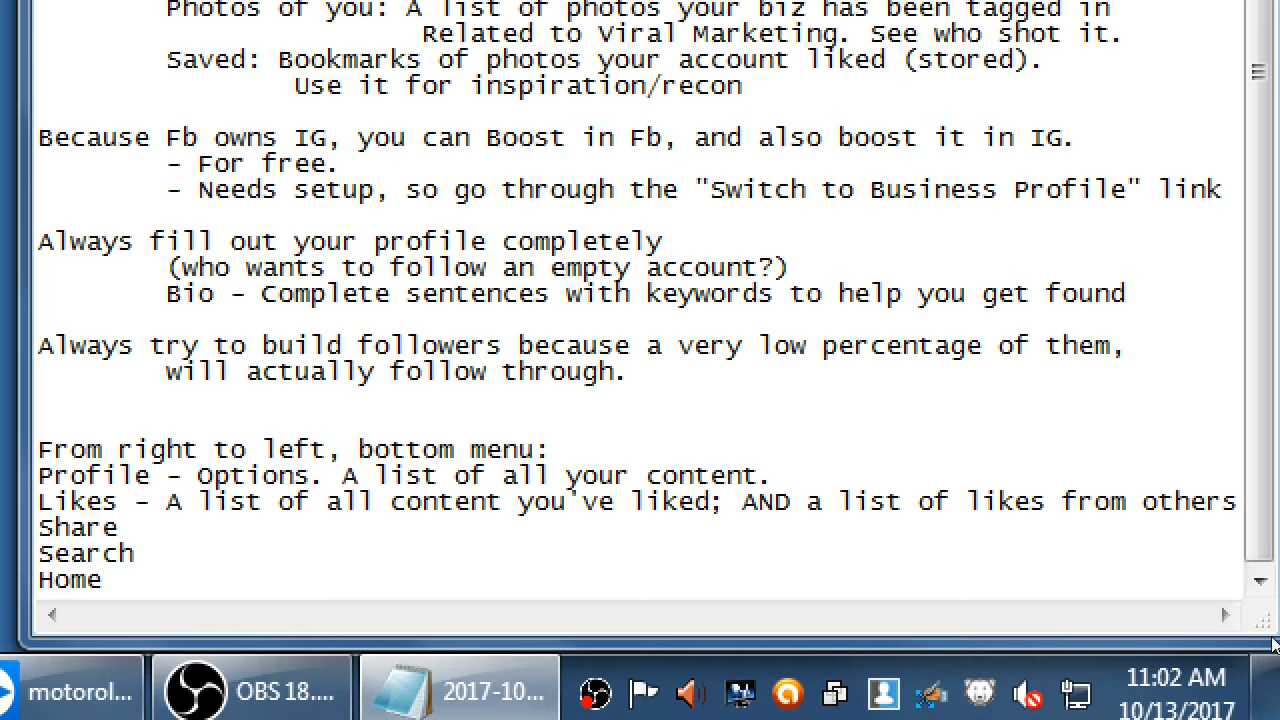 Photos of you: A list of photos your biz has been tagged in
Related to Viral Marketing. See who shot it.
Saved: Bookmarks of photos your account liked (stored).
Use it for inspiration/recon
Because Fb owns IG, you can Boost in Fb, and also boost it in IG.
- For free.
- Needs setup, so go through the "Switch to Business Profile" link
Always fill out your profile completely
(who wants to follow an empty account?)
Bio - Complete sentences with keywords to help you get found
Always try to build followers because a very low percentage of them,
will actually follow through.
From right to left, bottom menu:
Profile - Options. A list of all your content.
Likes - A list of all content you've liked; AND a list of likes from others
Share
Search
Home
motorol...
OBS 18....
2017-10...
11:02 AM
10/13/2017